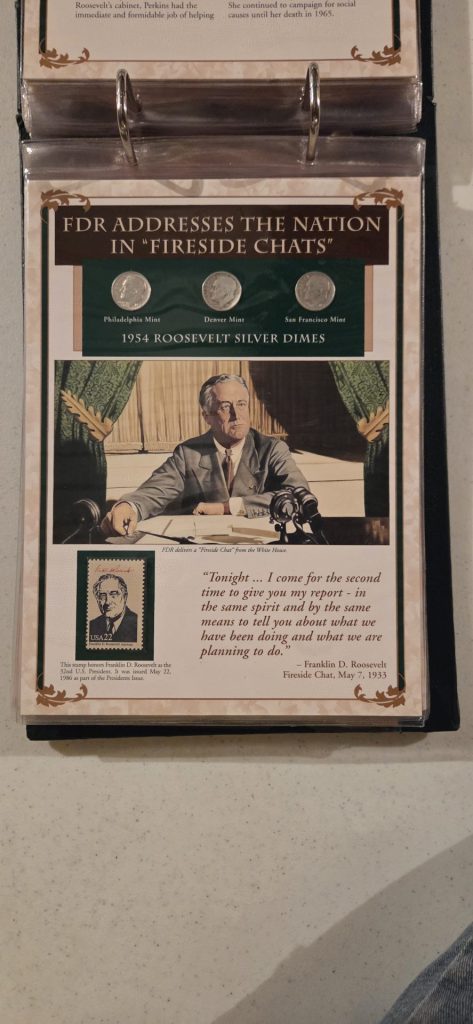 Roosevelt's cabinet, Perkins had the
immediate and formidable job of helping
She continued to campaign for social
causes until her death in 1965.
FDR ADDRESSES THE NATION
IN "FIRESIDE CHATS"
Philadelphia Mint
Denver Mint
San Francisco Mint
1954 ROOSEVELT SILVER DIMES
FDR delivers a "Fireside Chat" from the White House.
USA22
This stamp honors Franklin D. Roosevelt as the
32nd U.S. President. It was issued May 22,
1986 as part of the Presidents Issue.
"Tonight ... I come for the second
time to give you my report - in
the same spirit and by the same
means to tell you about what we
have been doing and what we are
planning to do."
– Franklin D. Roosevelt
Fireside Chat, May 7, 1933